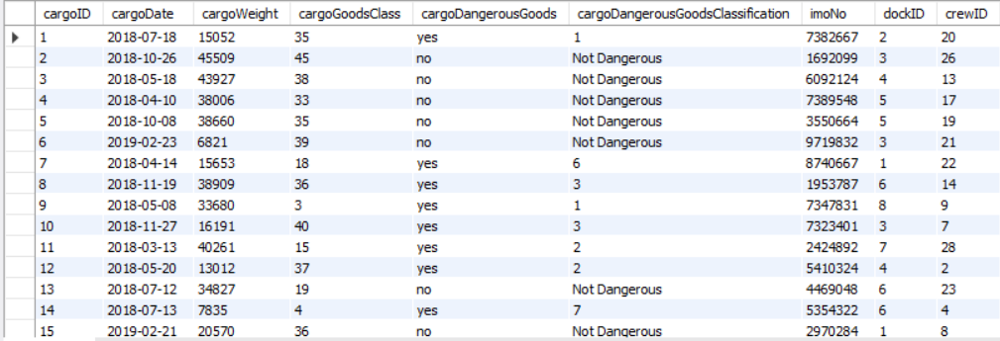 cargoID cargoDate cargoWeight cargoGoodsClass cargoDangerousGoods cargoDangerousGoodsClassification imoNo dockID crewID
1 2018-07-18 15052 35 yes 1 7382667 2 20
2 2018-10-26 45509 45 no Not Dangerous 1692099 3 26
3 2018-05-18 43927 38 no Not Dangerous 6092124 4 13
4 2018-04-10 38006 33 no Not Dangerous 7389548 5 17
5 2018-10-08 38660 35 no Not Dangerous 3550664 5 19
6 2019-02-23 6821 39 no Not Dangerous 9719832 3 21
7 2018-04-14 15653 18 yes 6 8740667 1 22
8 2018-11-19 38909 36 yes 3 1953787 6 14
9 2018-05-08 33680 3 yes 1 7347831 8 9
10 2018-11-27 16191 40 yes 3 7323401 3 7
11 2018-03-13 40261 15 yes 2 2424892 7 28
12 2018-05-20 13012 37 yes 2 5410324 4 2
13 2018-07-12 34827 19 no Not Dangerous 4469048 6 23
14 2018-07-13 7835 4 yes 7 5354322 6 4
15 2019-02-21 20570 36 no Not Dangerous 2970284 1 8